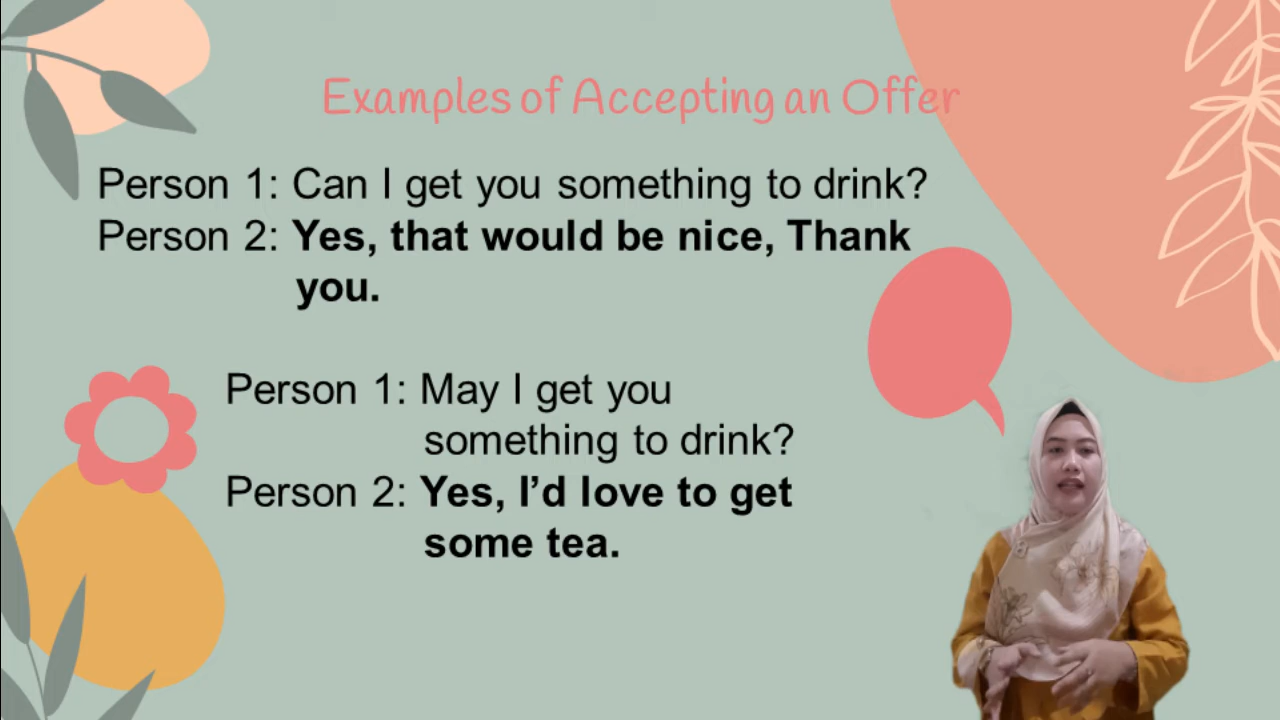 Examples of Accepting an Offer
Person 1: Can I get you something to drink?
Person 2: Yes, that would be nice, Thank
you.
Person 1: May I get you
something to drink?
Person 2: Yes, I’d love to get
some tea.